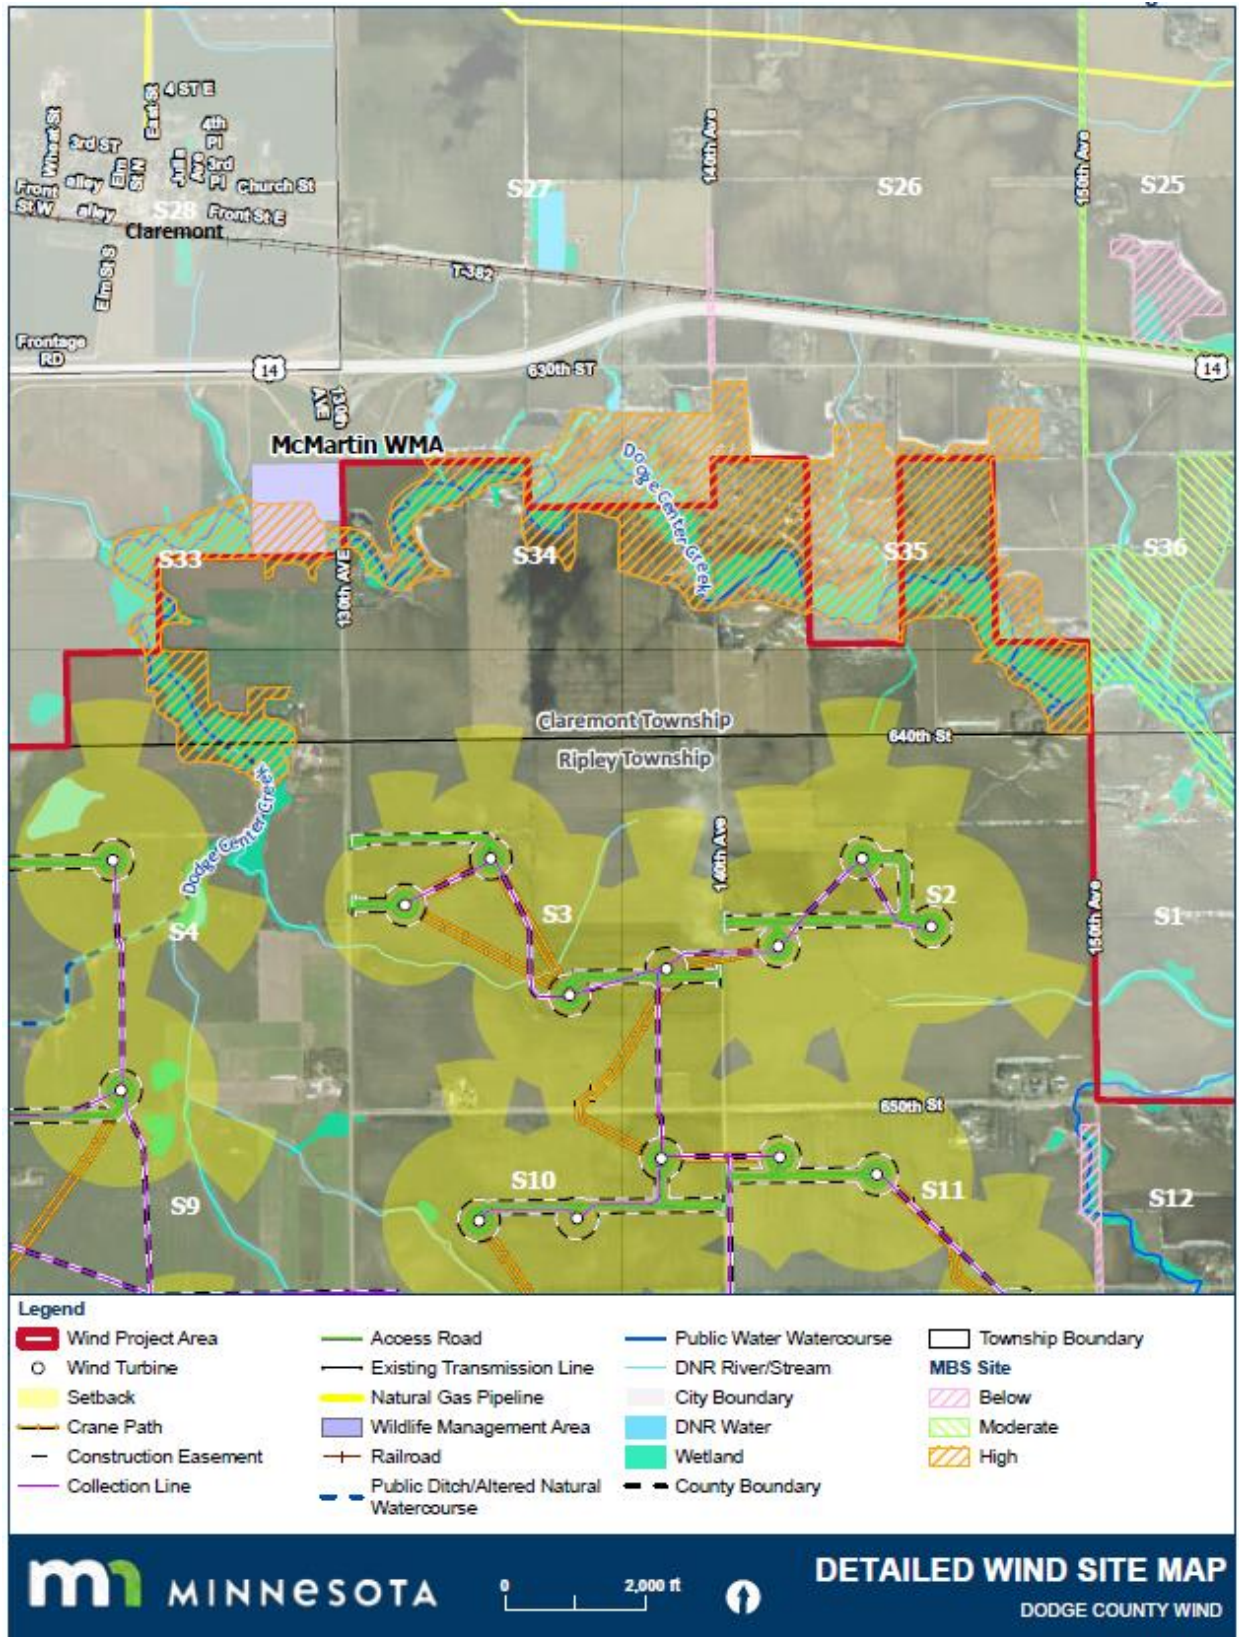 4 ST E
East St
Wheat St
3rd ST
4th
Pl
Elm
St N
Julia
Ave
3rd
Pl
Front
St W
alley
Church St
alley
S28
Front St E
Claremont
Elm St S
T-382
S27
140th Ave
S26
150th Ave
S25
Frontage
RD
14
630th ST
14
130th
AVE
McMartin WMA
Dodge Center Creek
S33
S34
S35
S36
130th AVE
Claremont Township
640th St
Ripley Township
Dodge Center Creek
140th Ave
S4
S3
S2
150th Ave
S1
650th St
S9
S10
S11
S12
Legend
Wind Project Area
Wind Turbine
Setback
Crane Path
Construction Easement
Collection Line
Access Road
Existing Transmission Line
Natural Gas Pipeline
Wildlife Management Area
Railroad
Public Ditch/Altered Natural
Watercourse
Public Water Watercourse
DNR River/Stream
City Boundary
DNR Water
Wetland
County Boundary
Township Boundary
MBS Site
Below
Moderate
High
mn MINNESOTA
0 2,000 ft
DETAILED WIND SITE MAP
DODGE COUNTY WIND